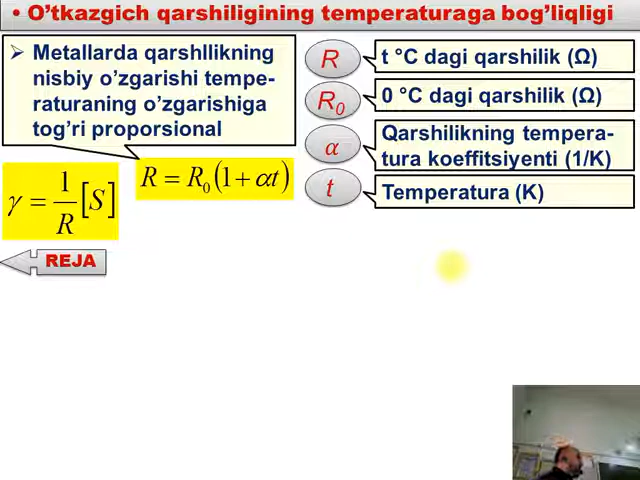 • O’tkazgich qarshiligining temperaturaga bog’liqligi
➢ Metallarda qarshllikning
nisbiy o’zgarishi tempe-
raturaning o’zgarishiga
tog’ri proporsional
γ = 1/R [S]
R = R₀(1 + αt)
REJA
R
t °C dagi qarshilik (Ω)
R₀
0 °C dagi qarshilik (Ω)
α
Qarshilikning tempera-
tura koeffitsiyenti (1/K)
t
Temperatura (K)